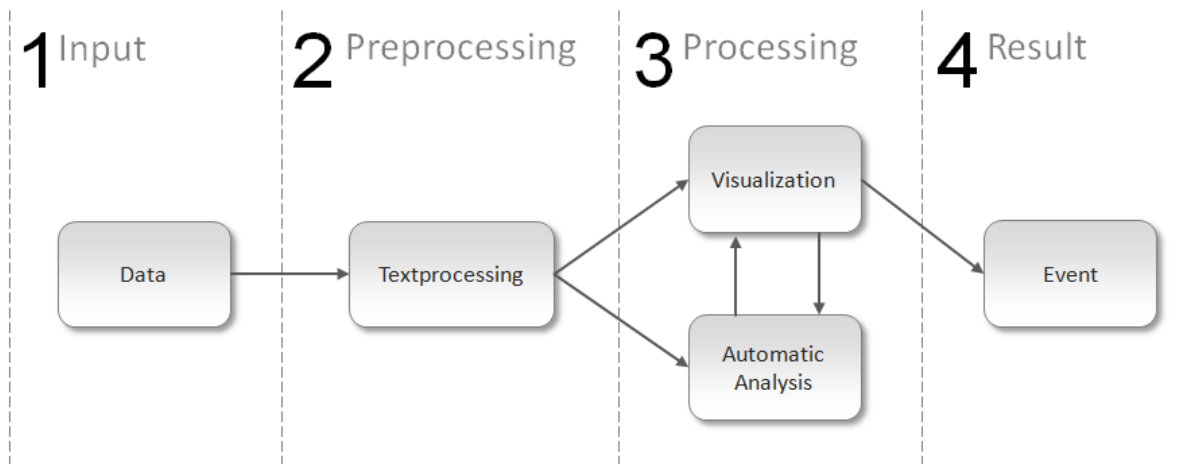 1 Input
2 Preprocessing
3 Processing
4 Result
Data
Textprocessing
Visualization
Automatic
Analysis
Event